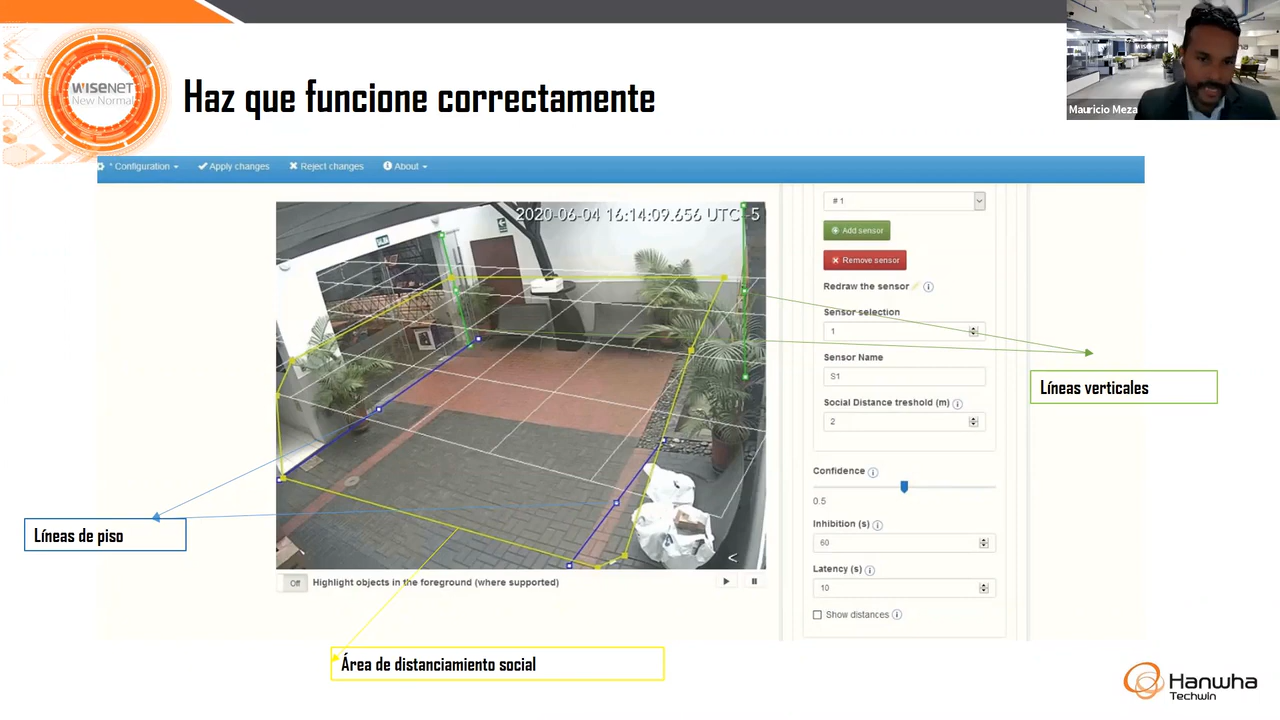 WISENET
New Normal
Haz que funcione correctamente
Mauricio Meza
* Configuration
Apply changes
Reject changes
About
2020-06-04 16:14:09.656 UTC -5
<
Off
Highlight objects in the foreground (where supported)
# 1
Add sensor
Remove sensor
Redraw the sensor
Sensor selection
1
Sensor Name
S1
Social Distance treshold (m)
2
Confidence
0.5
Inhibition (s)
60
Latency (s)
10
Show distances
Líneas verticales
Líneas de piso
Área de distanciamiento social
Hanwha
Techwin